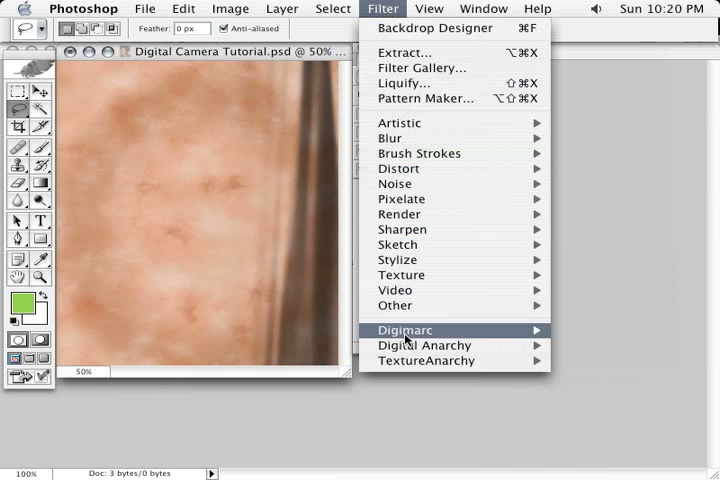 Photoshop File Edit Image Layer Select Filter View Window Help Sun 10:20 PM
Feather: 0 px Anti-aliased
Digital Camera Tutorial.psd @ 50% ...
Backdrop Designer ⌘F
Extract... ⌥⌘X
Filter Gallery...
Liquify... ⇧⌘X
Pattern Maker... ⌥⇧⌘X
Artistic
Blur
Brush Strokes
Distort
Noise
Pixelate
Render
Sharpen
Sketch
Stylize
Texture
Video
Other
Digimarc
Digital Anarchy
TextureAnarchy
T
50%
100% Doc: 3 bytes/0 bytes